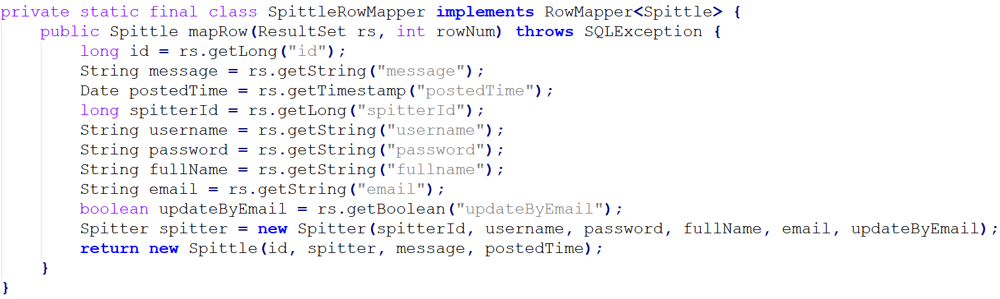 private static final class SpittleRowMapper implements RowMapper<Spittle> {
    public Spittle mapRow(ResultSet rs, int rowNum) throws SQLException {
        long id = rs.getLong("id");
        String message = rs.getString("message");
        Date postedTime = rs.getTimestamp("postedTime");
        long spitterId = rs.getLong("spitterId");
        String username = rs.getString("username");
        String password = rs.getString("password");
        String fullName = rs.getString("fullname");
        String email = rs.getString("email");
        boolean updateByEmail = rs.getBoolean("updateByEmail");
        Spitter spitter = new Spitter(spitterId, username, password, fullName, email, updateByEmail);
        return new Spittle(id, spitter, message, postedTime);
    }
}